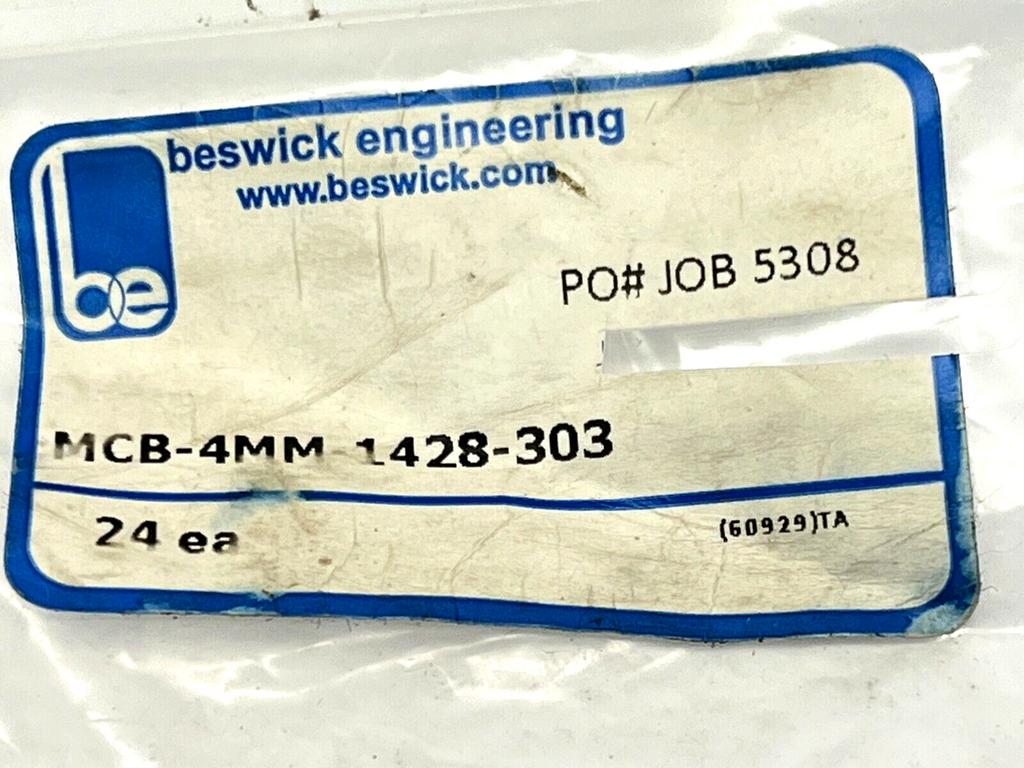 be
beswick engineering
www.beswick.com
PO# JOB 5308
MCB-4MM-1428-303
24 ea
(60929)TA